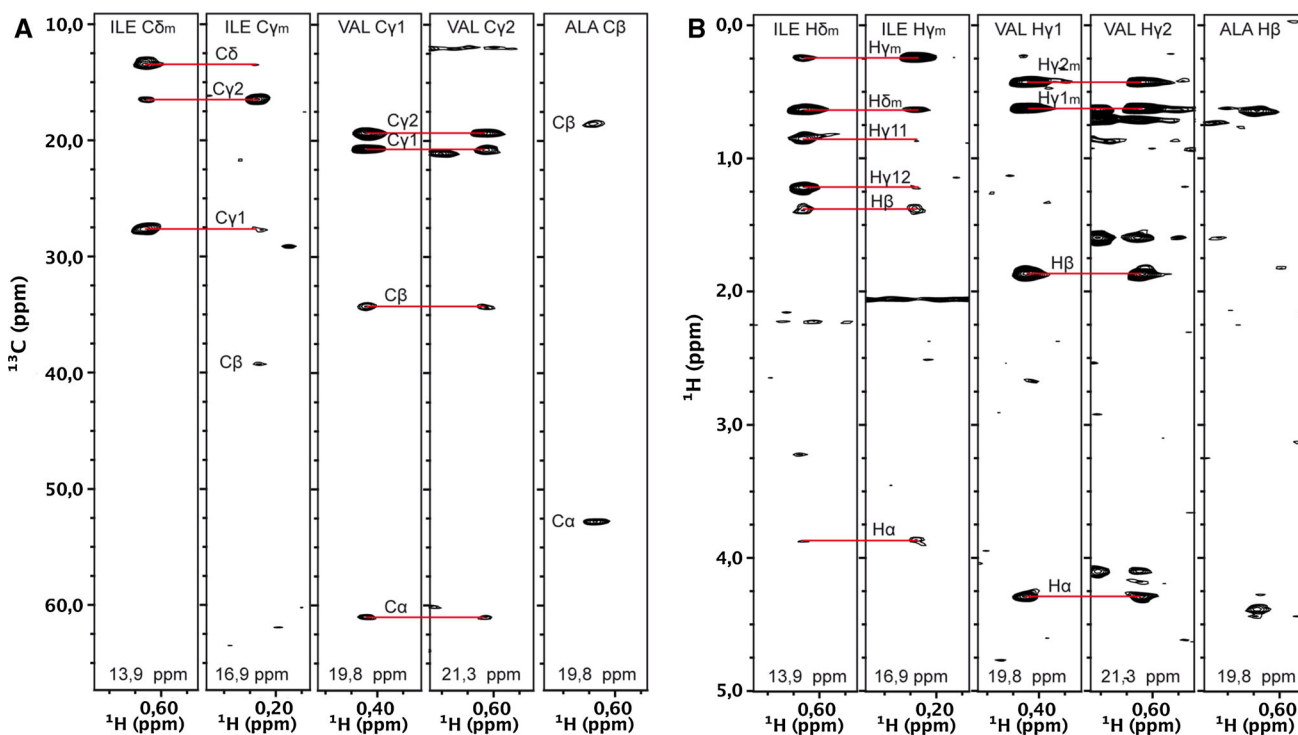 A
ILE Cδm
ILE Cγm
VAL Cγ1
VAL Cγ2
ALA Cβ
10,0
20,0
30,0
40,0
50,0
60,0
¹³C (ppm)
Cδ
Cγ2
Cγ1
Cβ
Cγ2
Cγ1
Cβ
Cα
Cβ
Cα
13,9 ppm
16,9 ppm
19,8 ppm
21,3 ppm
19,8 ppm
0,60
0,20
0,40
0,60
0,60
¹H (ppm)
¹H (ppm)
¹H (ppm)
¹H (ppm)
¹H (ppm)
B
ILE Hδm
ILE Hγm
VAL Hγ1
VAL Hγ2
ALA Hβ
0,0
1,0
2,0
3,0
4,0
5,0
¹H (ppm)
Hγm
Hδm
Hγ11
Hγ12
Hβ
Hα
Hγ2m
Hγ1m
Hβ
Hα
13,9 ppm
16,9 ppm
19,8 ppm
21,3 ppm
19,8 ppm
0,60
0,20
0,40
0,60
0,60
¹H (ppm)
¹H (ppm)
¹H (ppm)
¹H (ppm)
¹H (ppm)